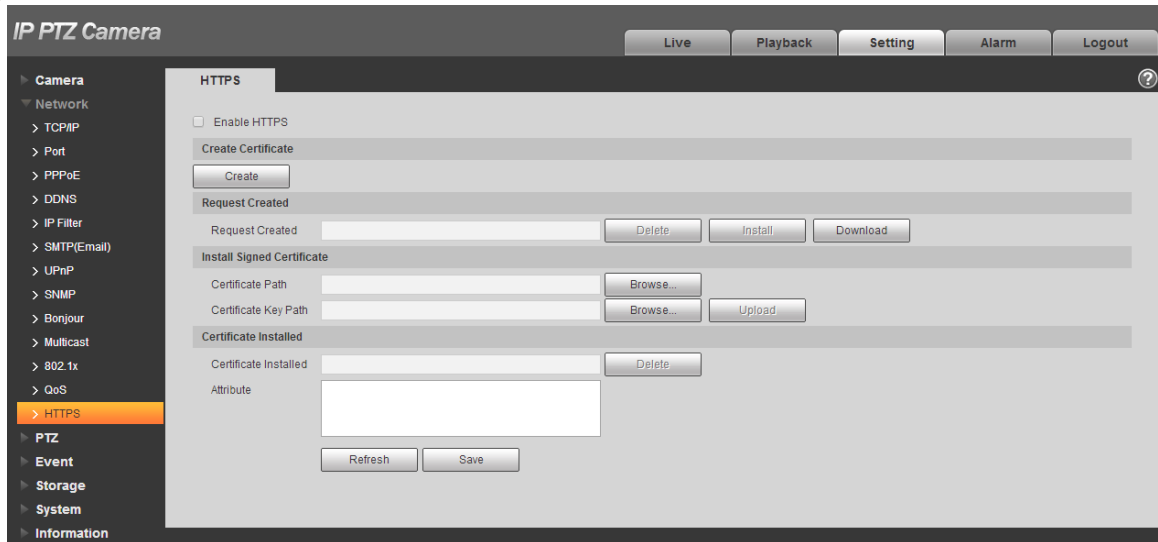 IP PTZ Camera
Live Playback Setting Alarm Logout
Camera
Network
> TCP/IP
> Port
> PPPoE
> DDNS
> IP Filter
> SMTP(Email)
> UPnP
> SNMP
> Bonjour
> Multicast
> 802.1x
> QoS
> HTTPS
PTZ
Event
Storage
System
Information
HTTPS ?
Enable HTTPS
Create Certificate
Create
Request Created
Request Created Delete Install Download
Install Signed Certificate
Certificate Path Browse...
Certificate Key Path Browse... Upload
Certificate Installed
Certificate Installed Delete
Attribute
Refresh Save